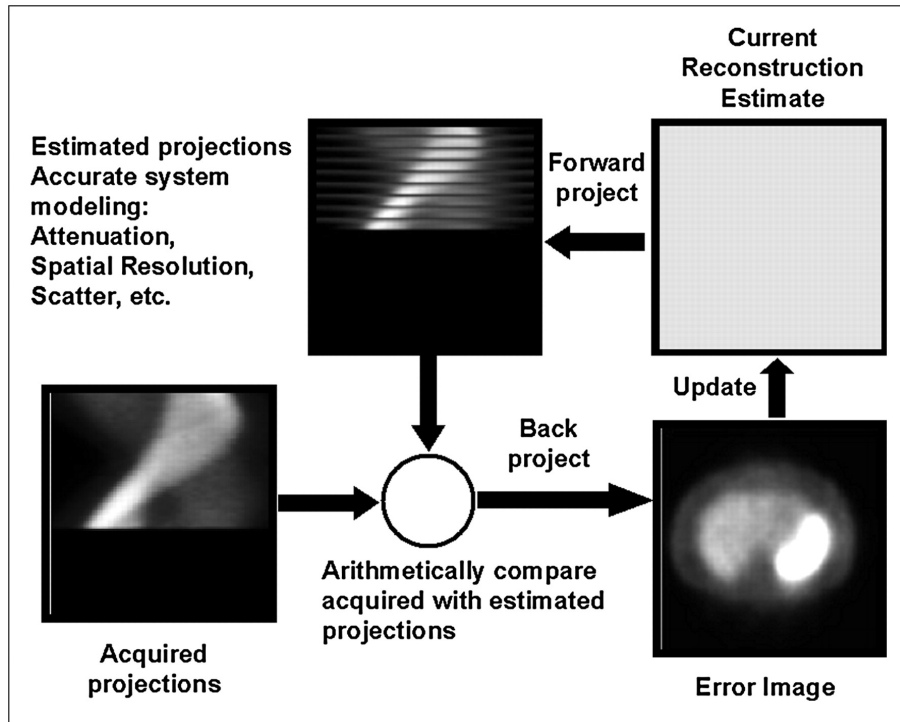 Current
Reconstruction
Estimate
Estimated projections
Accurate system
modeling:
Attenuation,
Spatial Resolution,
Scatter, etc.
Forward
project
Update
Back
project
Arithmetically compare
acquired with estimated
projections
Acquired
projections
Error Image